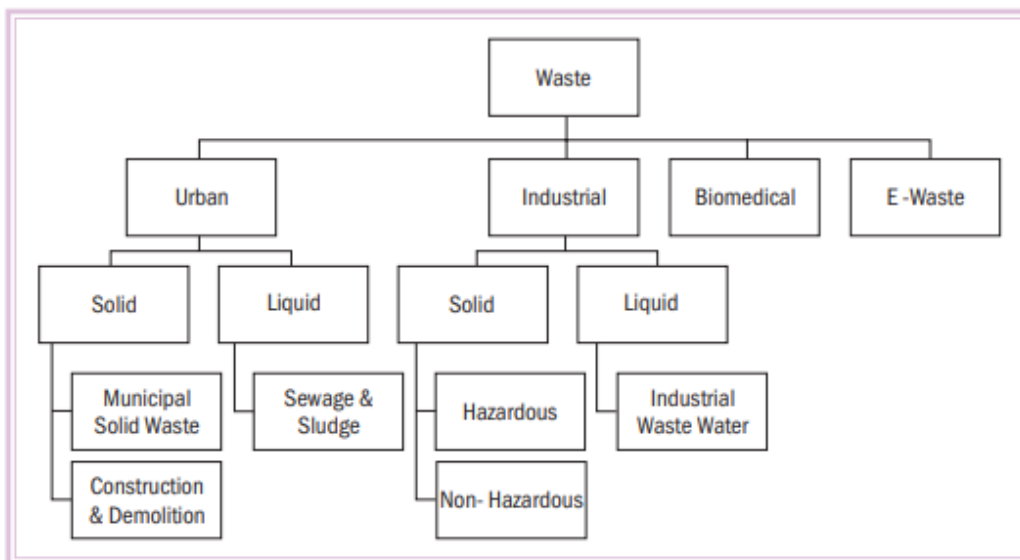 Waste
Urban
Industrial
Biomedical
E -Waste
Solid
Liquid
Solid
Liquid
Municipal
Solid Waste
Sewage &
Sludge
Hazardous
Industrial
Waste Water
Construction
& Demolition
Non- Hazardous